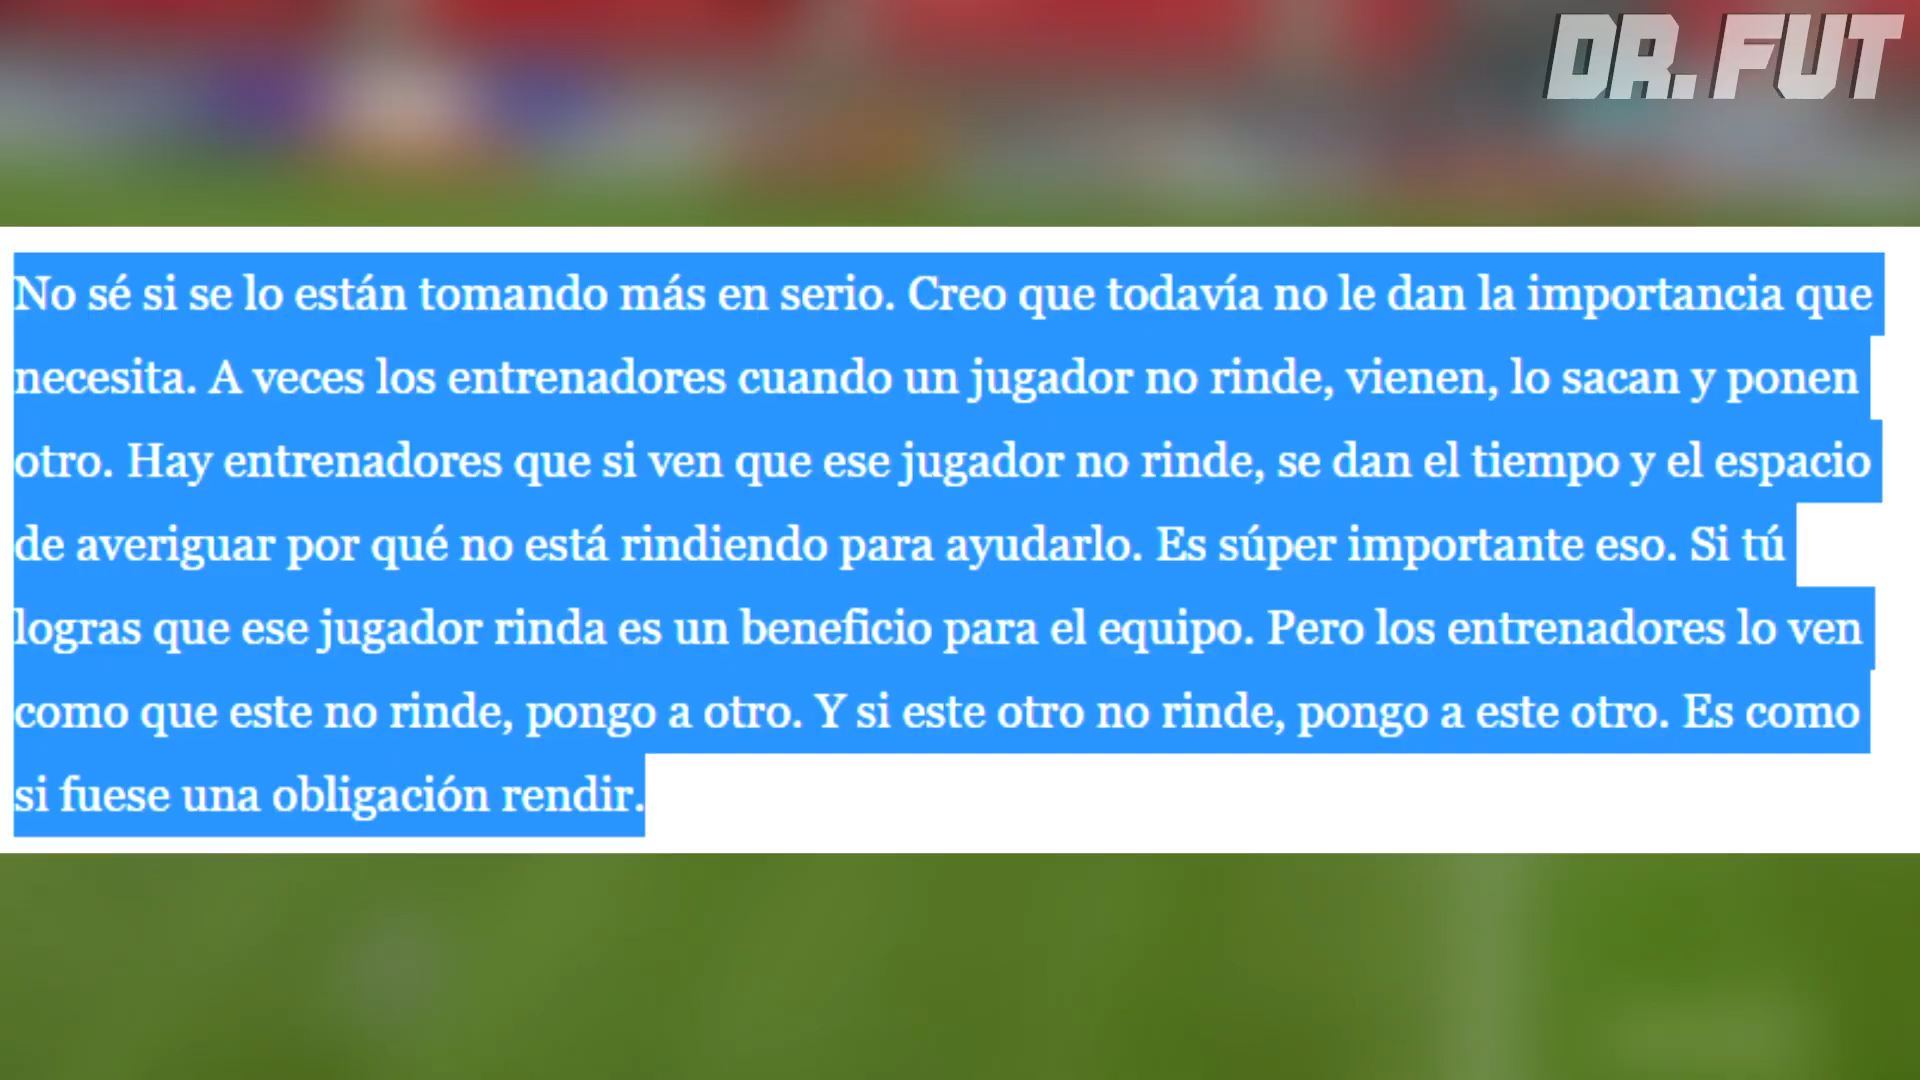 DR. FUT
No sé si se lo están tomando más en serio. Creo que todavía no le dan la importancia que
necesita. A veces los entrenadores cuando un jugador no rinde, vienen, lo sacan y ponen
otro. Hay entrenadores que si ven que ese jugador no rinde, se dan el tiempo y el espacio
de averiguar por qué no está rindiendo para ayudarlo. Es súper importante eso. Si tú
logras que ese jugador rinda es un beneficio para el equipo. Pero los entrenadores lo ven
como que este no rinde, pongo a otro. Y si este otro no rinde, pongo a este otro. Es como
si fuese una obligación rendir.